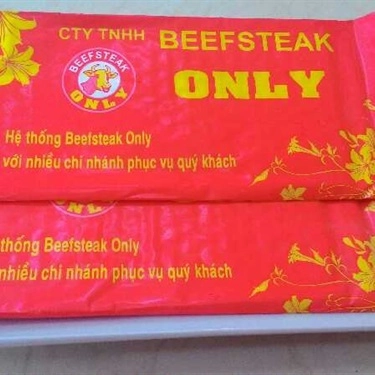 CTY TNHH BEEFSTEAK
ONLY
BEEFSTEAK
ONLY
Hệ thống Beefsteak Only
với nhiều chi nhánh phục vụ quý khách
ONLY
thống Beefsteak Only
nhiều chi nhánh phục vụ quý khách